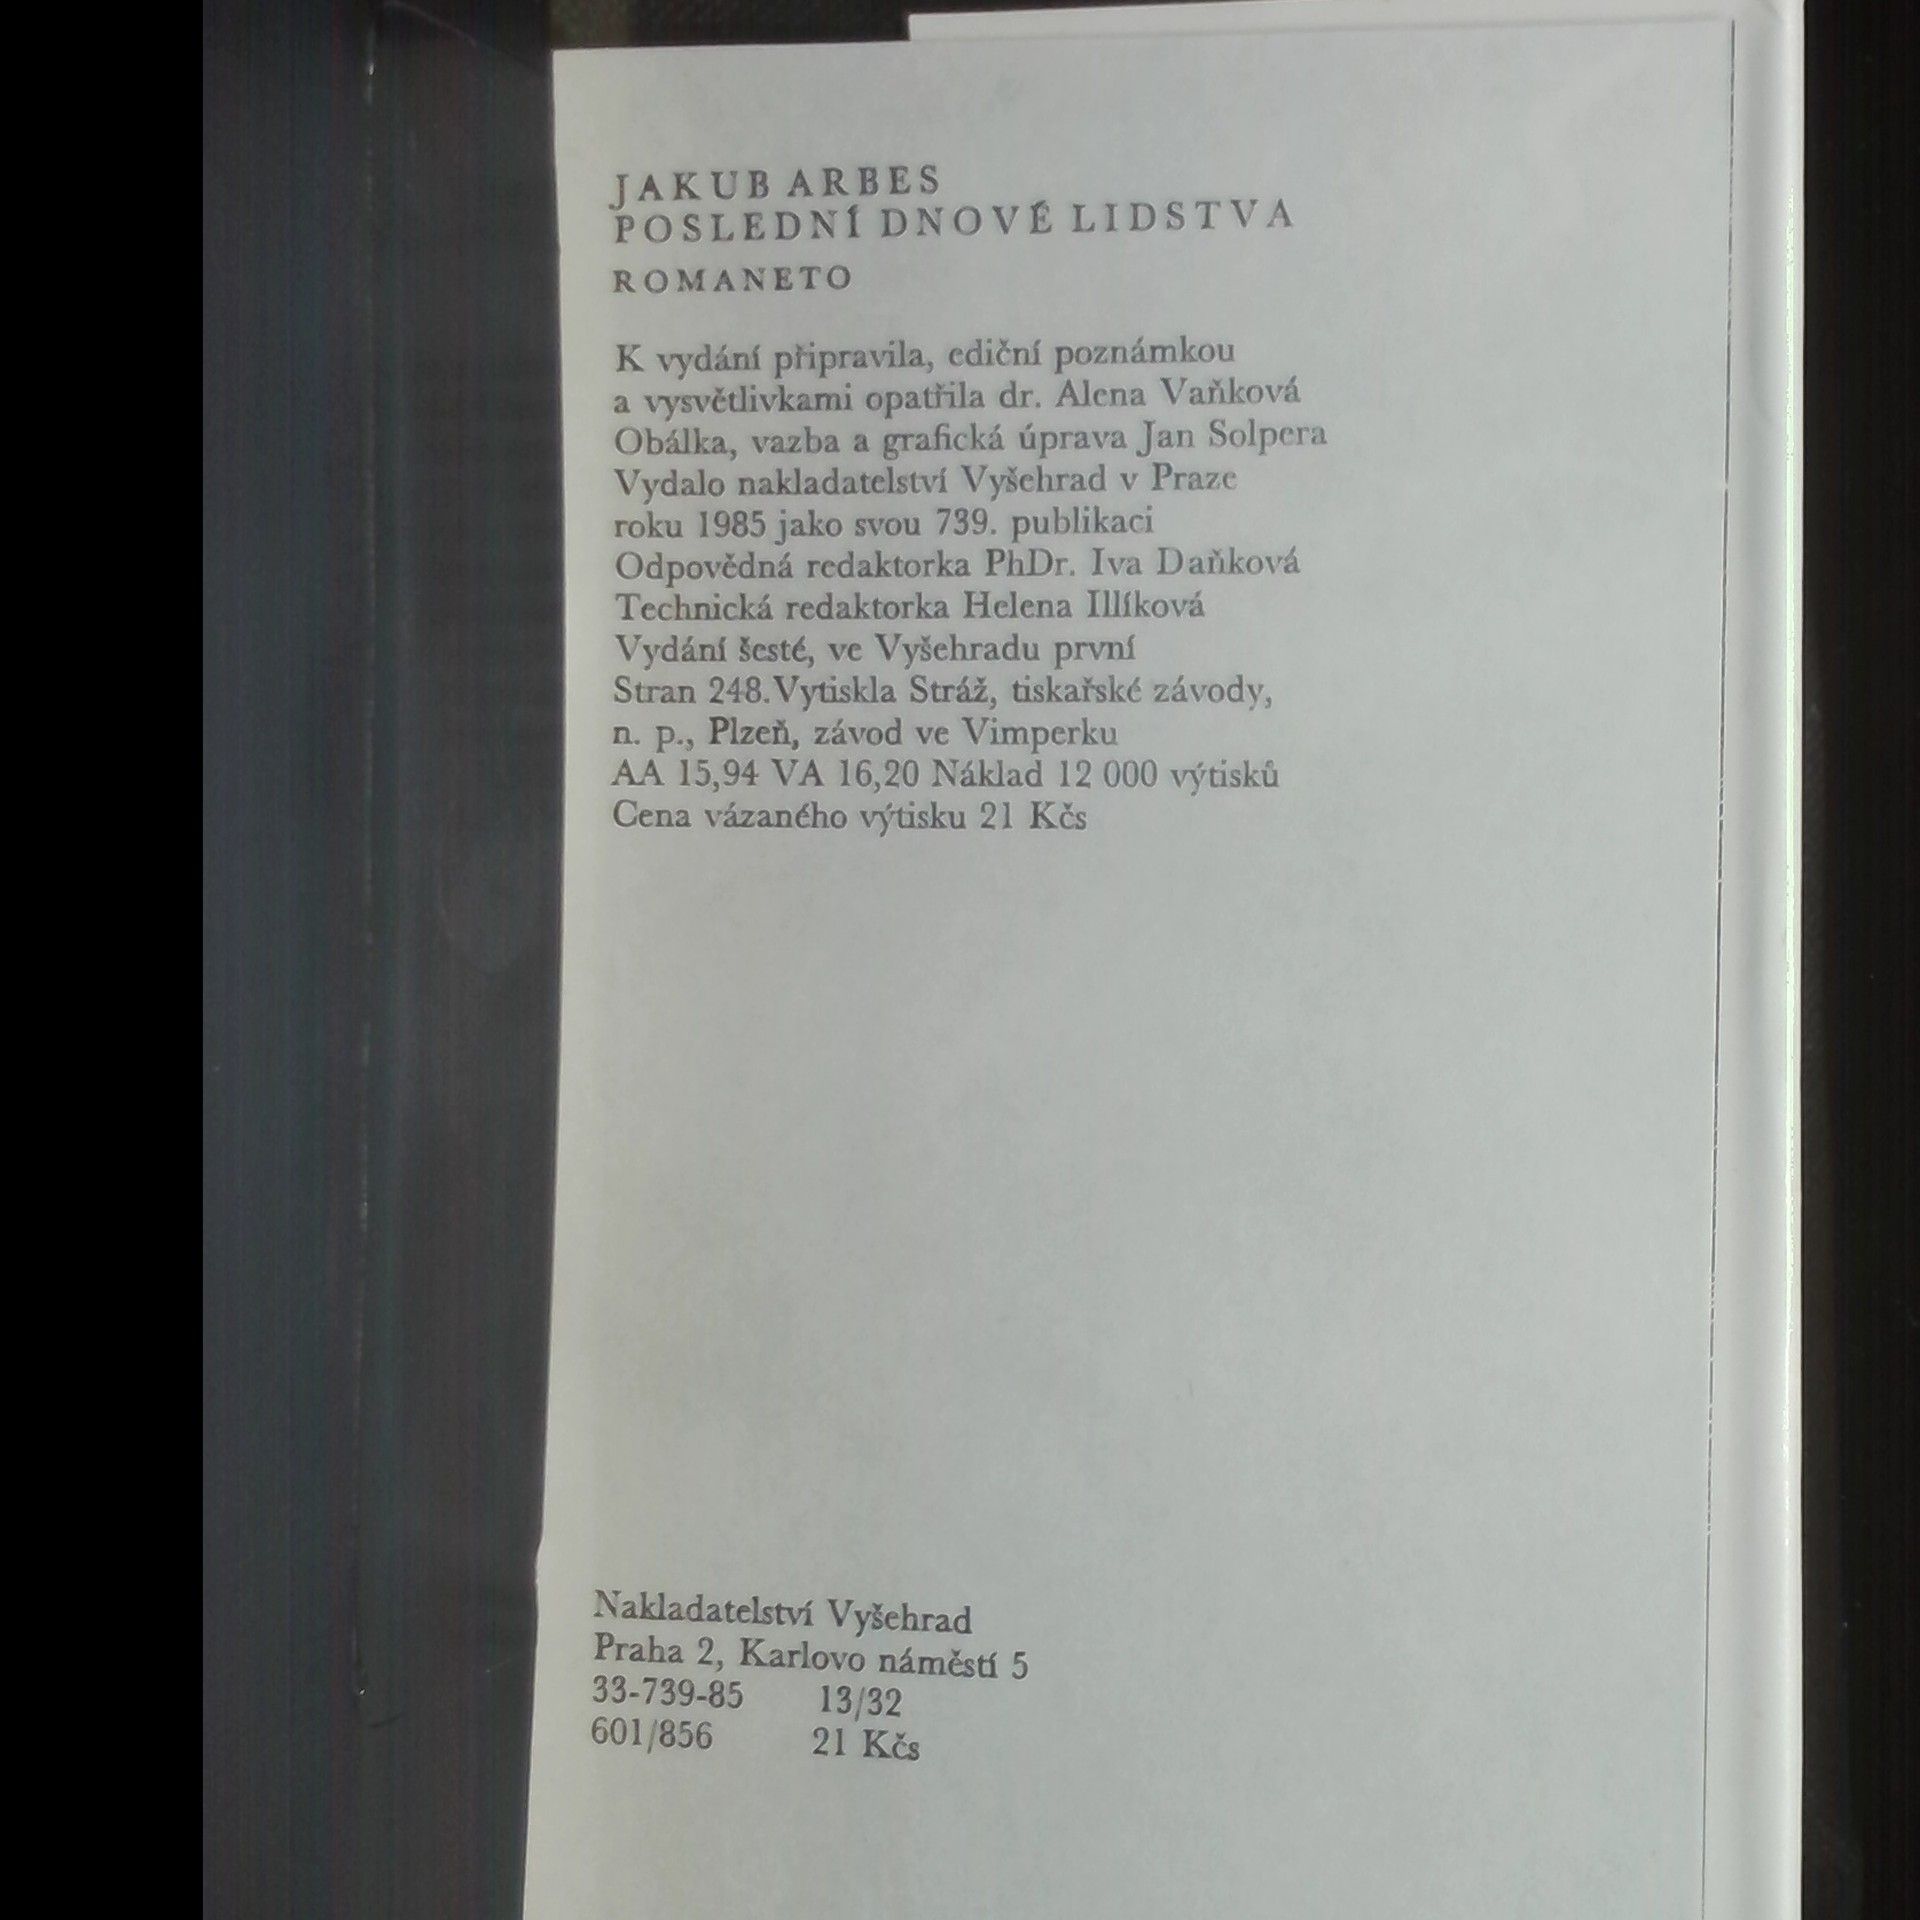 JAKUB ARBES
POSLEDNÍ DNOVÉ LIDSTVA
ROMANETO
K vydání připravila, ediční poznámkou
a vysvětlivkami opatřila dr. Alena Vaňková
Obálka, vazba a grafická úprava Jan Solpera
Vydalo nakladatelství Vyšehrad v Praze
roku 1985 jako svou 739. publikaci
Odpovědná redaktorka PhDr. Iva Daňková
Technická redaktorka Helena Illíková
Vydání šesté, ve Vyšehradu první
Stran 248. Vytiskla Stráž, tiskařské závody,
n. p., Plzeň, závod ve Vimperku
AA 15,94 VA 16,20 Náklad 12 000 výtisků
Cena vázaného výtisku 21 Kčs
Nakladatelství Vyšehrad
Praha 2, Karlovo náměstí 5
33-739-85 13/32
601/856 21 Kčs